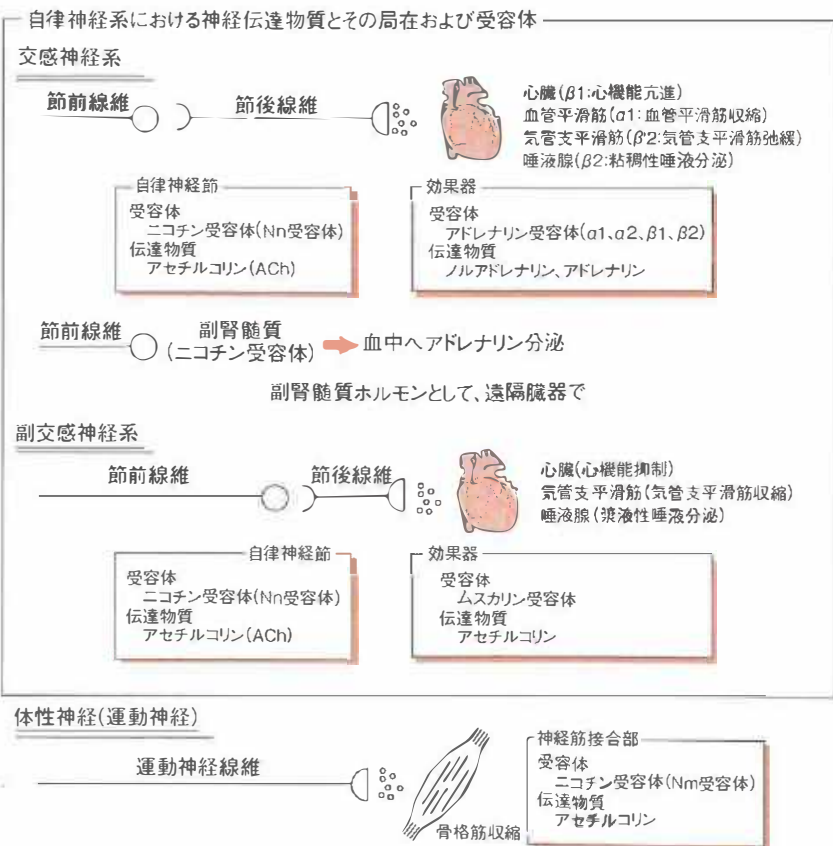 自律神経系における神経伝達物質とその局在および受容体
交感神経系
節前線維
節後線維
心臓(β1:心機能亢進)
血管平滑筋(α1:血管平滑筋収縮)
気管支平滑筋(β2:気管支平滑筋弛緩)
唾液腺(β2:粘稠性唾液分泌)
自律神経節
受容体
ニコチン受容体(Nn受容体)
伝達物質
アセチルコリン(ACh)
効果器
受容体
アドレナリン受容体(α1、α2、β1、β2)
伝達物質
ノルアドレナリン、アドレナリン
節前線維
副腎髄質
(ニコチン受容体)
血中へアドレナリン分泌
副腎髄質ホルモンとして、遠隔臓器で
副交感神経系
節前線維
節後線維
心臓(心機能抑制)
気管支平滑筋(気管支平滑筋収縮)
唾液腺(漿液性唾液分泌)
自律神経節
受容体
ニコチン受容体(Nn受容体)
伝達物質
アセチルコリン(ACh)
効果器
受容体
ムスカリン受容体
伝達物質
アセチルコリン
体性神経(運動神経)
運動神経線維
骨格筋収縮
神経筋接合部
受容体
ニコチン受容体(Nm受容体)
伝達物質
アセチルコリン